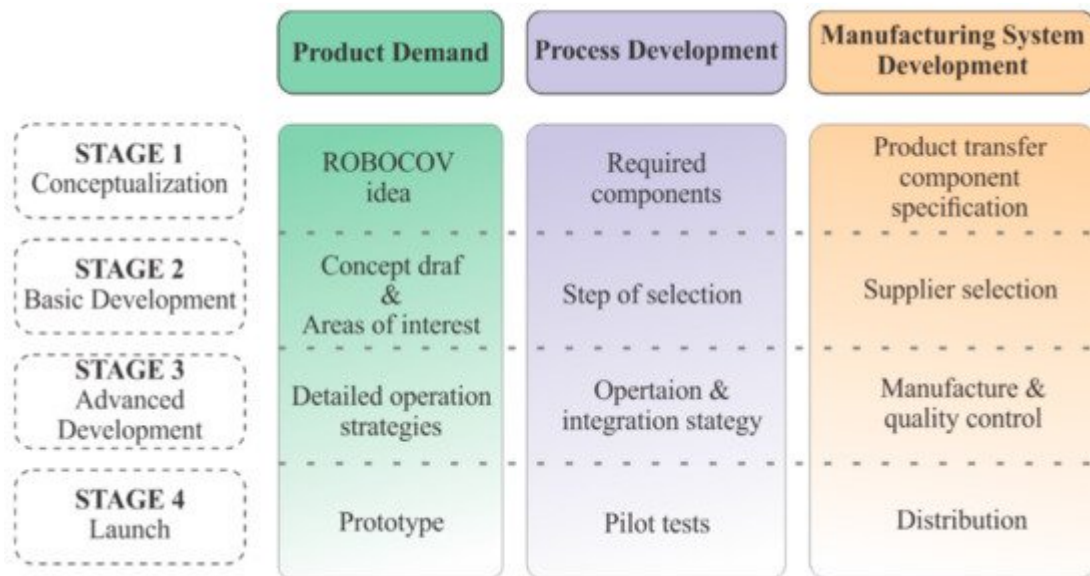 Product Demand
Process Development
Manufacturing System
Development
STAGE 1
Conceptualization
ROBOCOV
idea
Required
components
Product transfer
component
specification
STAGE 2
Basic Development
Concept draf
&
Areas of interest
Step of selection
Supplier selection
STAGE 3
Advanced
Development
Detailed operation
strategies
Opertaion &
integration stategy
Manufacture &
quality control
STAGE 4
Launch
Prototype
Pilot tests
Distribution